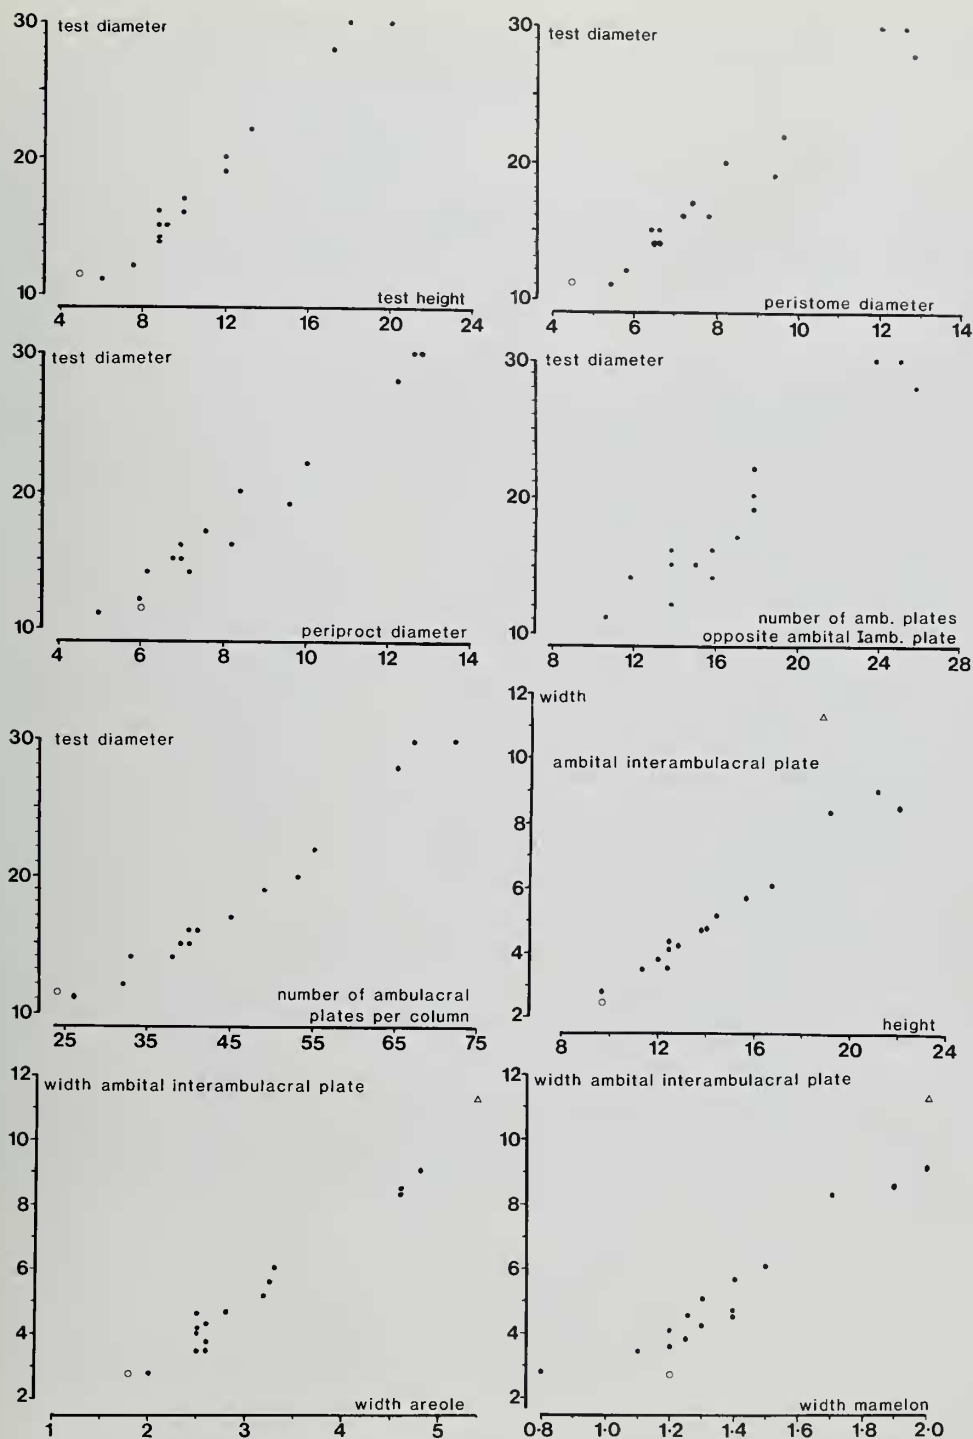 30 test diameter
20
10
test height
4 8 12 16 20 24
30 test diameter
20
10
peristome diameter
4 6 8 10 12 14
30 test diameter
20
10
periproct diameter
4 6 8 10 12 14
30 test diameter
20
10
number of amb. plates
opposite ambital Iamb. plate
8 12 16 20 24 28
30 test diameter
20
10
number of ambulacral
plates per column
25 35 45 55 65 75
12 width
ambital interambulacral plate
10
8
6
4
2
height
8 12 16 20 24
12 width ambital interambulacral plate
10
8
6
4
2
width areole
1 2 3 4 5
12 width ambital interambulacral plate
10
8
6
4
2
width mamelon
0·8 1·0 1·2 1·4 1·6 1·8 2·0